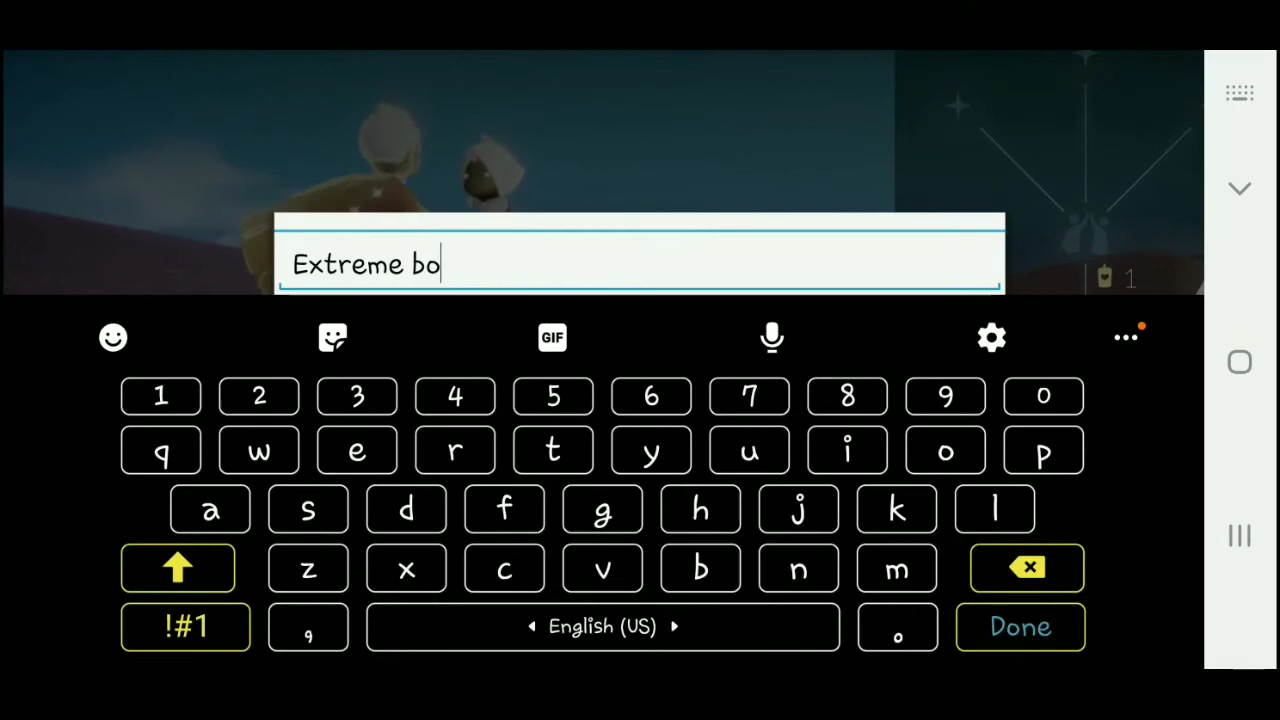 1
Extreme bo
GIF
1 2 3 4 5 6 7 8 9 0
q w e r t y u i o p
a s d f g h j k l
z x c v b n m
!#1 , English (US) . Done